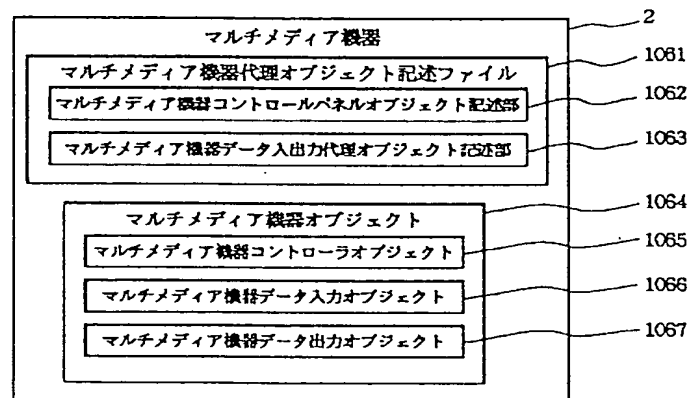 マルチメディア機器
2
マルチメディア機器代理オブジェクト記述ファイル
1061
マルチメディア機器コントロールパネルオブジェクト記述部
1062
マルチメディア機器データ入出力代理オブジェクト記述部
1063
マルチメディア機器オブジェクト
1064
マルチメディア機器コントローラオブジェクト
1065
マルチメディア機器データ入力オブジェクト
1066
マルチメディア機器データ出力オブジェクト
1067